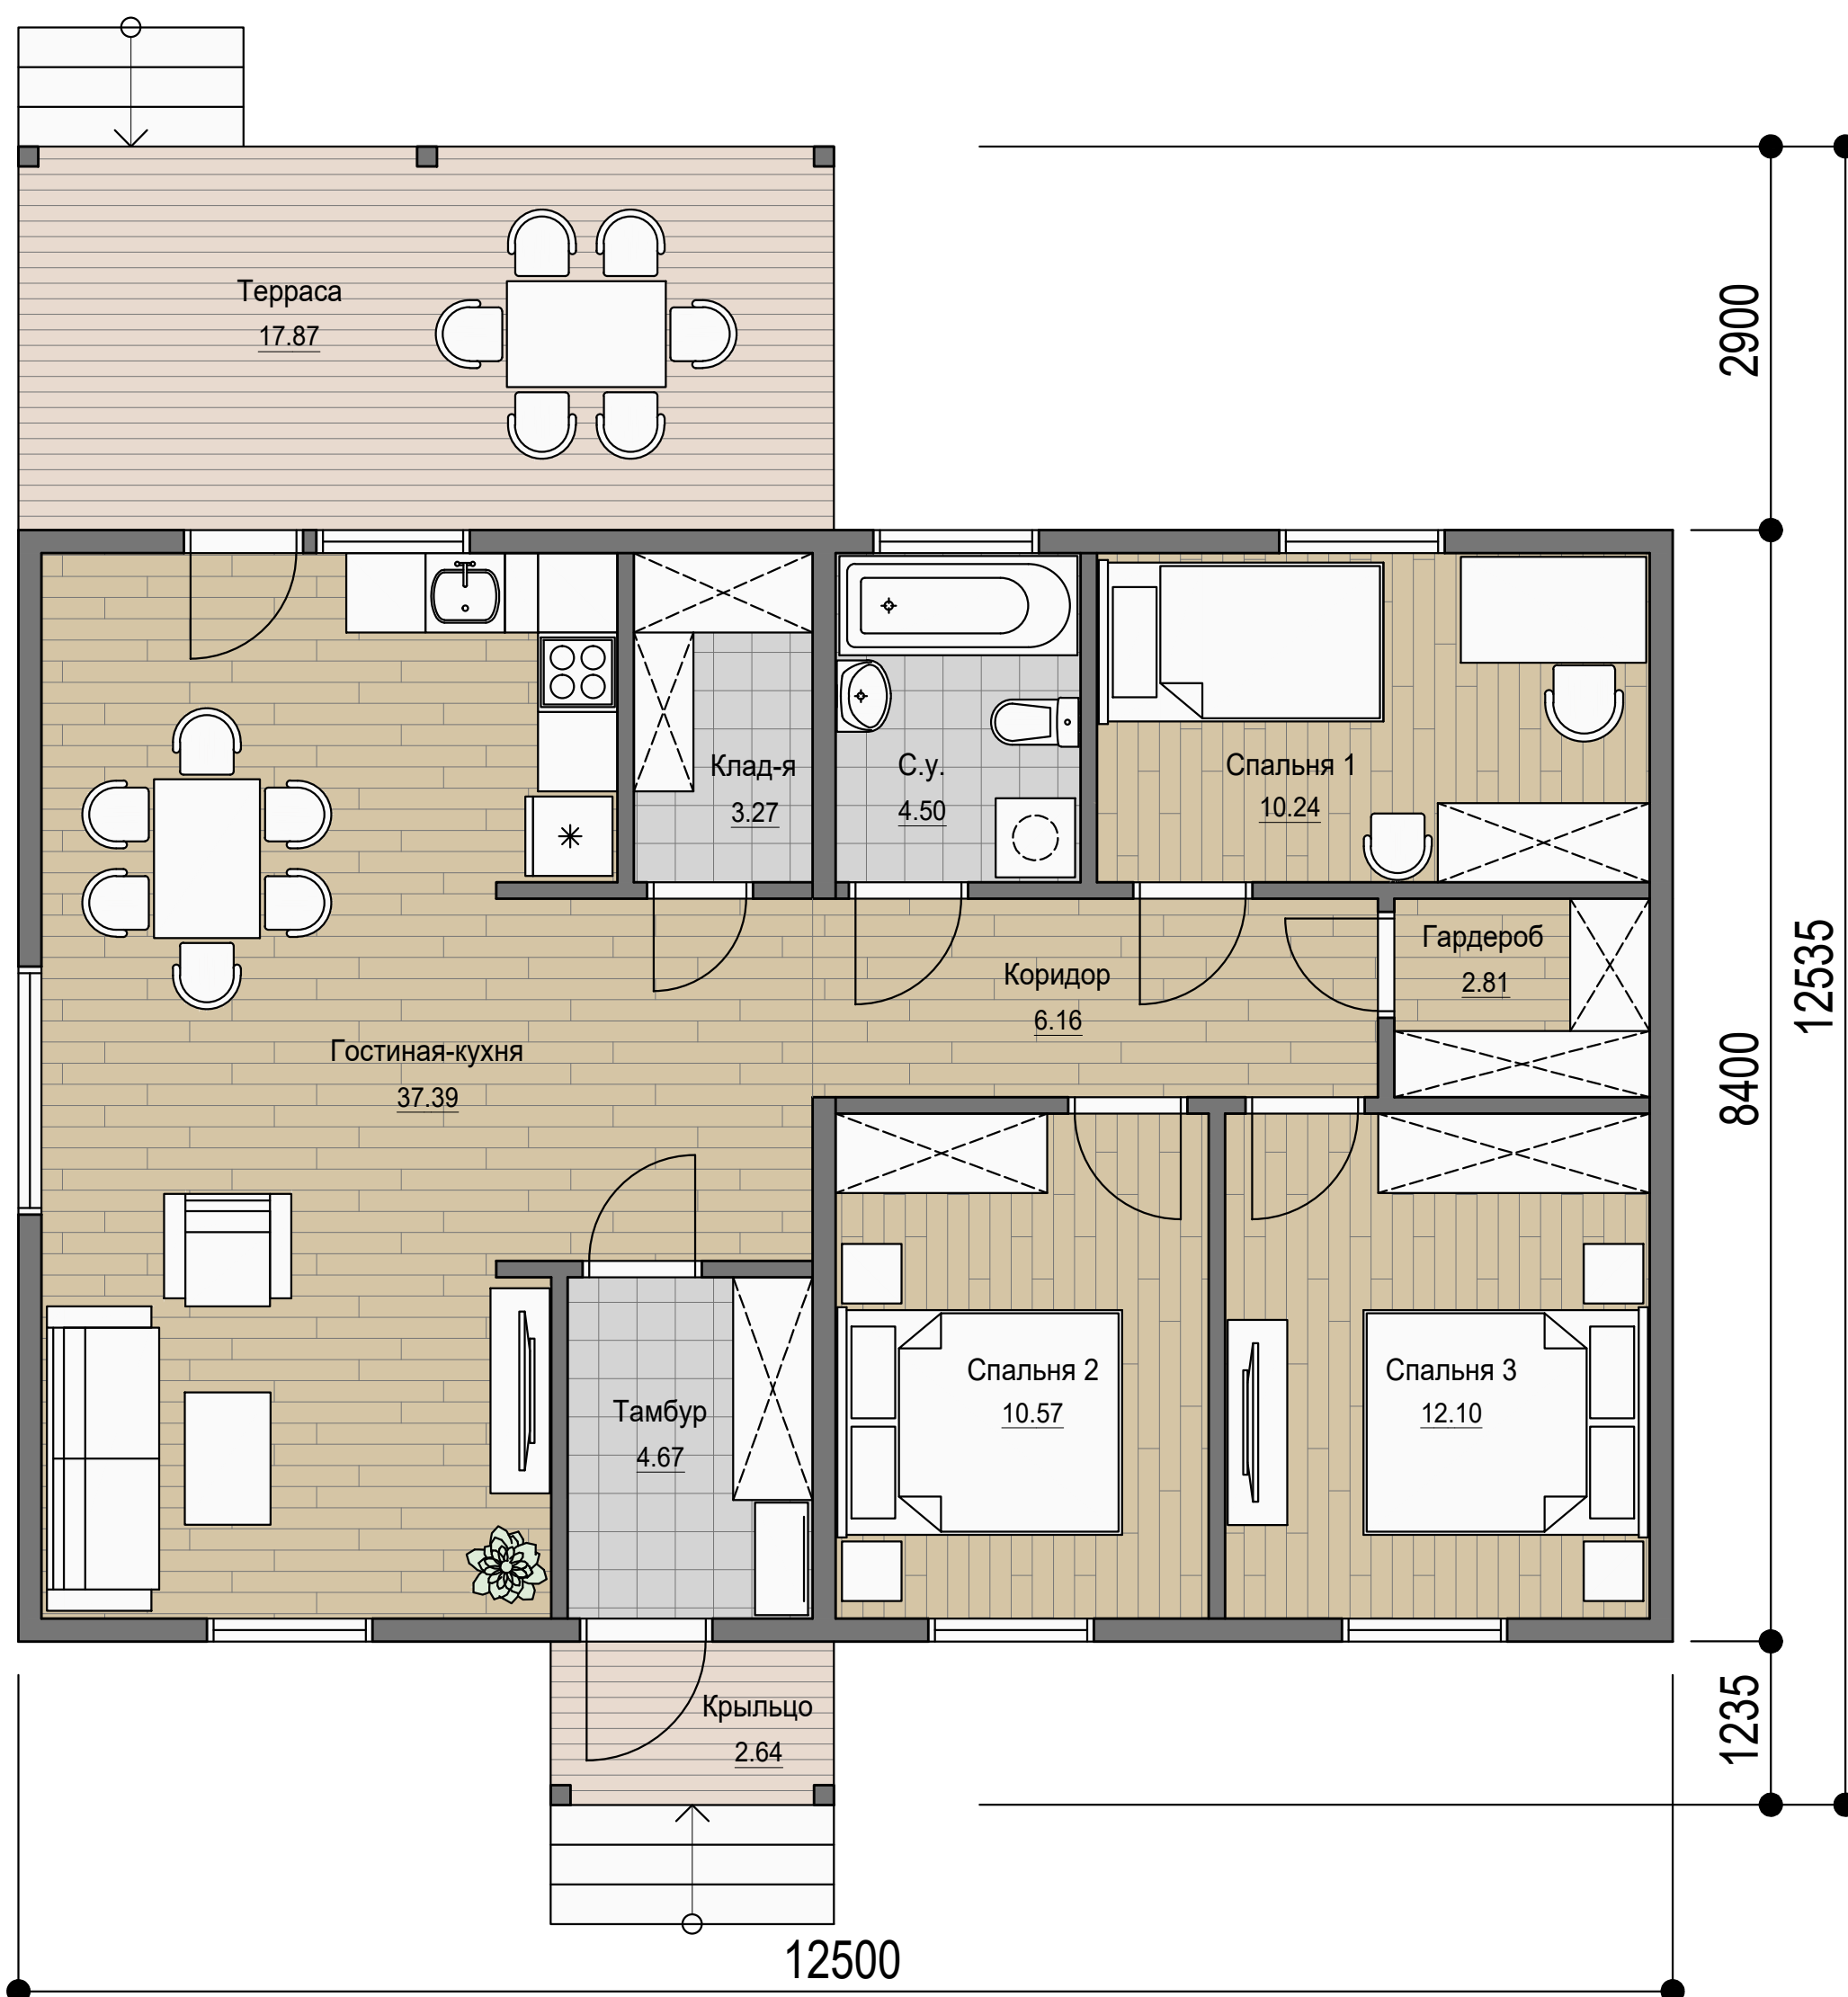 Терраса
17.87
2900
Клад-я
3.27
С.у.
4.50
Спальня 1
10.24
Гардероб
2.81
Коридор
6.16
Гостиная-кухня
37.39
8400
12535
Тамбур
4.67
Спальня 2
10.57
Спальня 3
12.10
Крыльцо
2.64
1235
12500